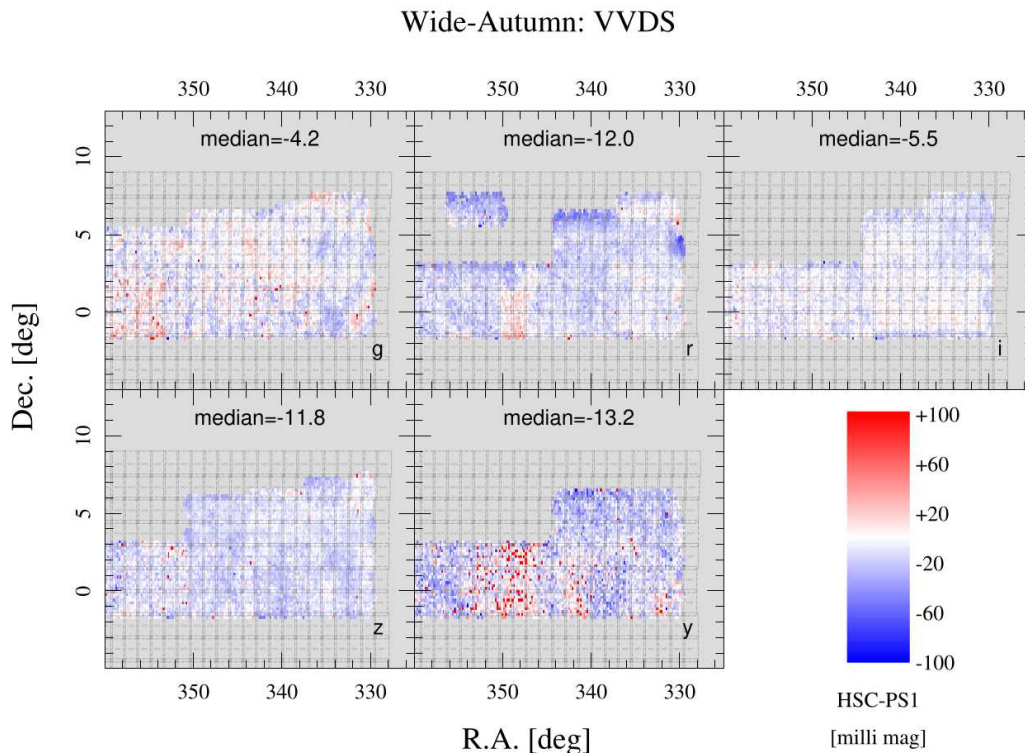 Wide-Autumn: VVDS
350 340 330 350 340 330 350 340 330
median=-4.2 median=-12.0 median=-5.5
10
5
0
g r i
Dec. [deg]
median=-11.8 median=-13.2
10
5
0
z y
+100
+60
+20
-20
-60
-100
350 340 330 350 340 330
HSC-PS1
[milli mag]
R.A. [deg]